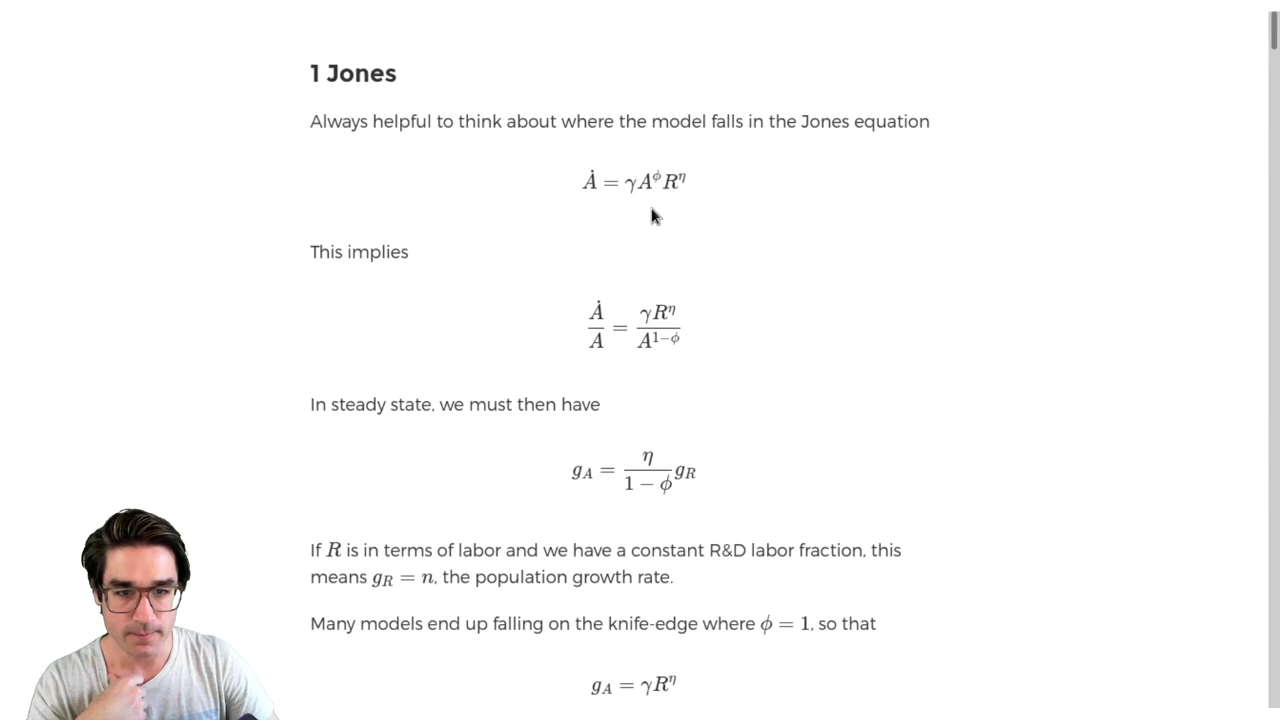 1 Jones
Always helpful to think about where the model falls in the Jones equation
Ȧ = γA^ϕR^η
This implies
Ȧ/A = γR^η/A^{1−ϕ}
In steady state, we must then have
g_A = η/(1 − ϕ) g_R
If R is in terms of labor and we have a constant R&D labor fraction, this
means g_R = n, the population growth rate.
Many models end up falling on the knife-edge where ϕ = 1, so that
g_A = γR^η